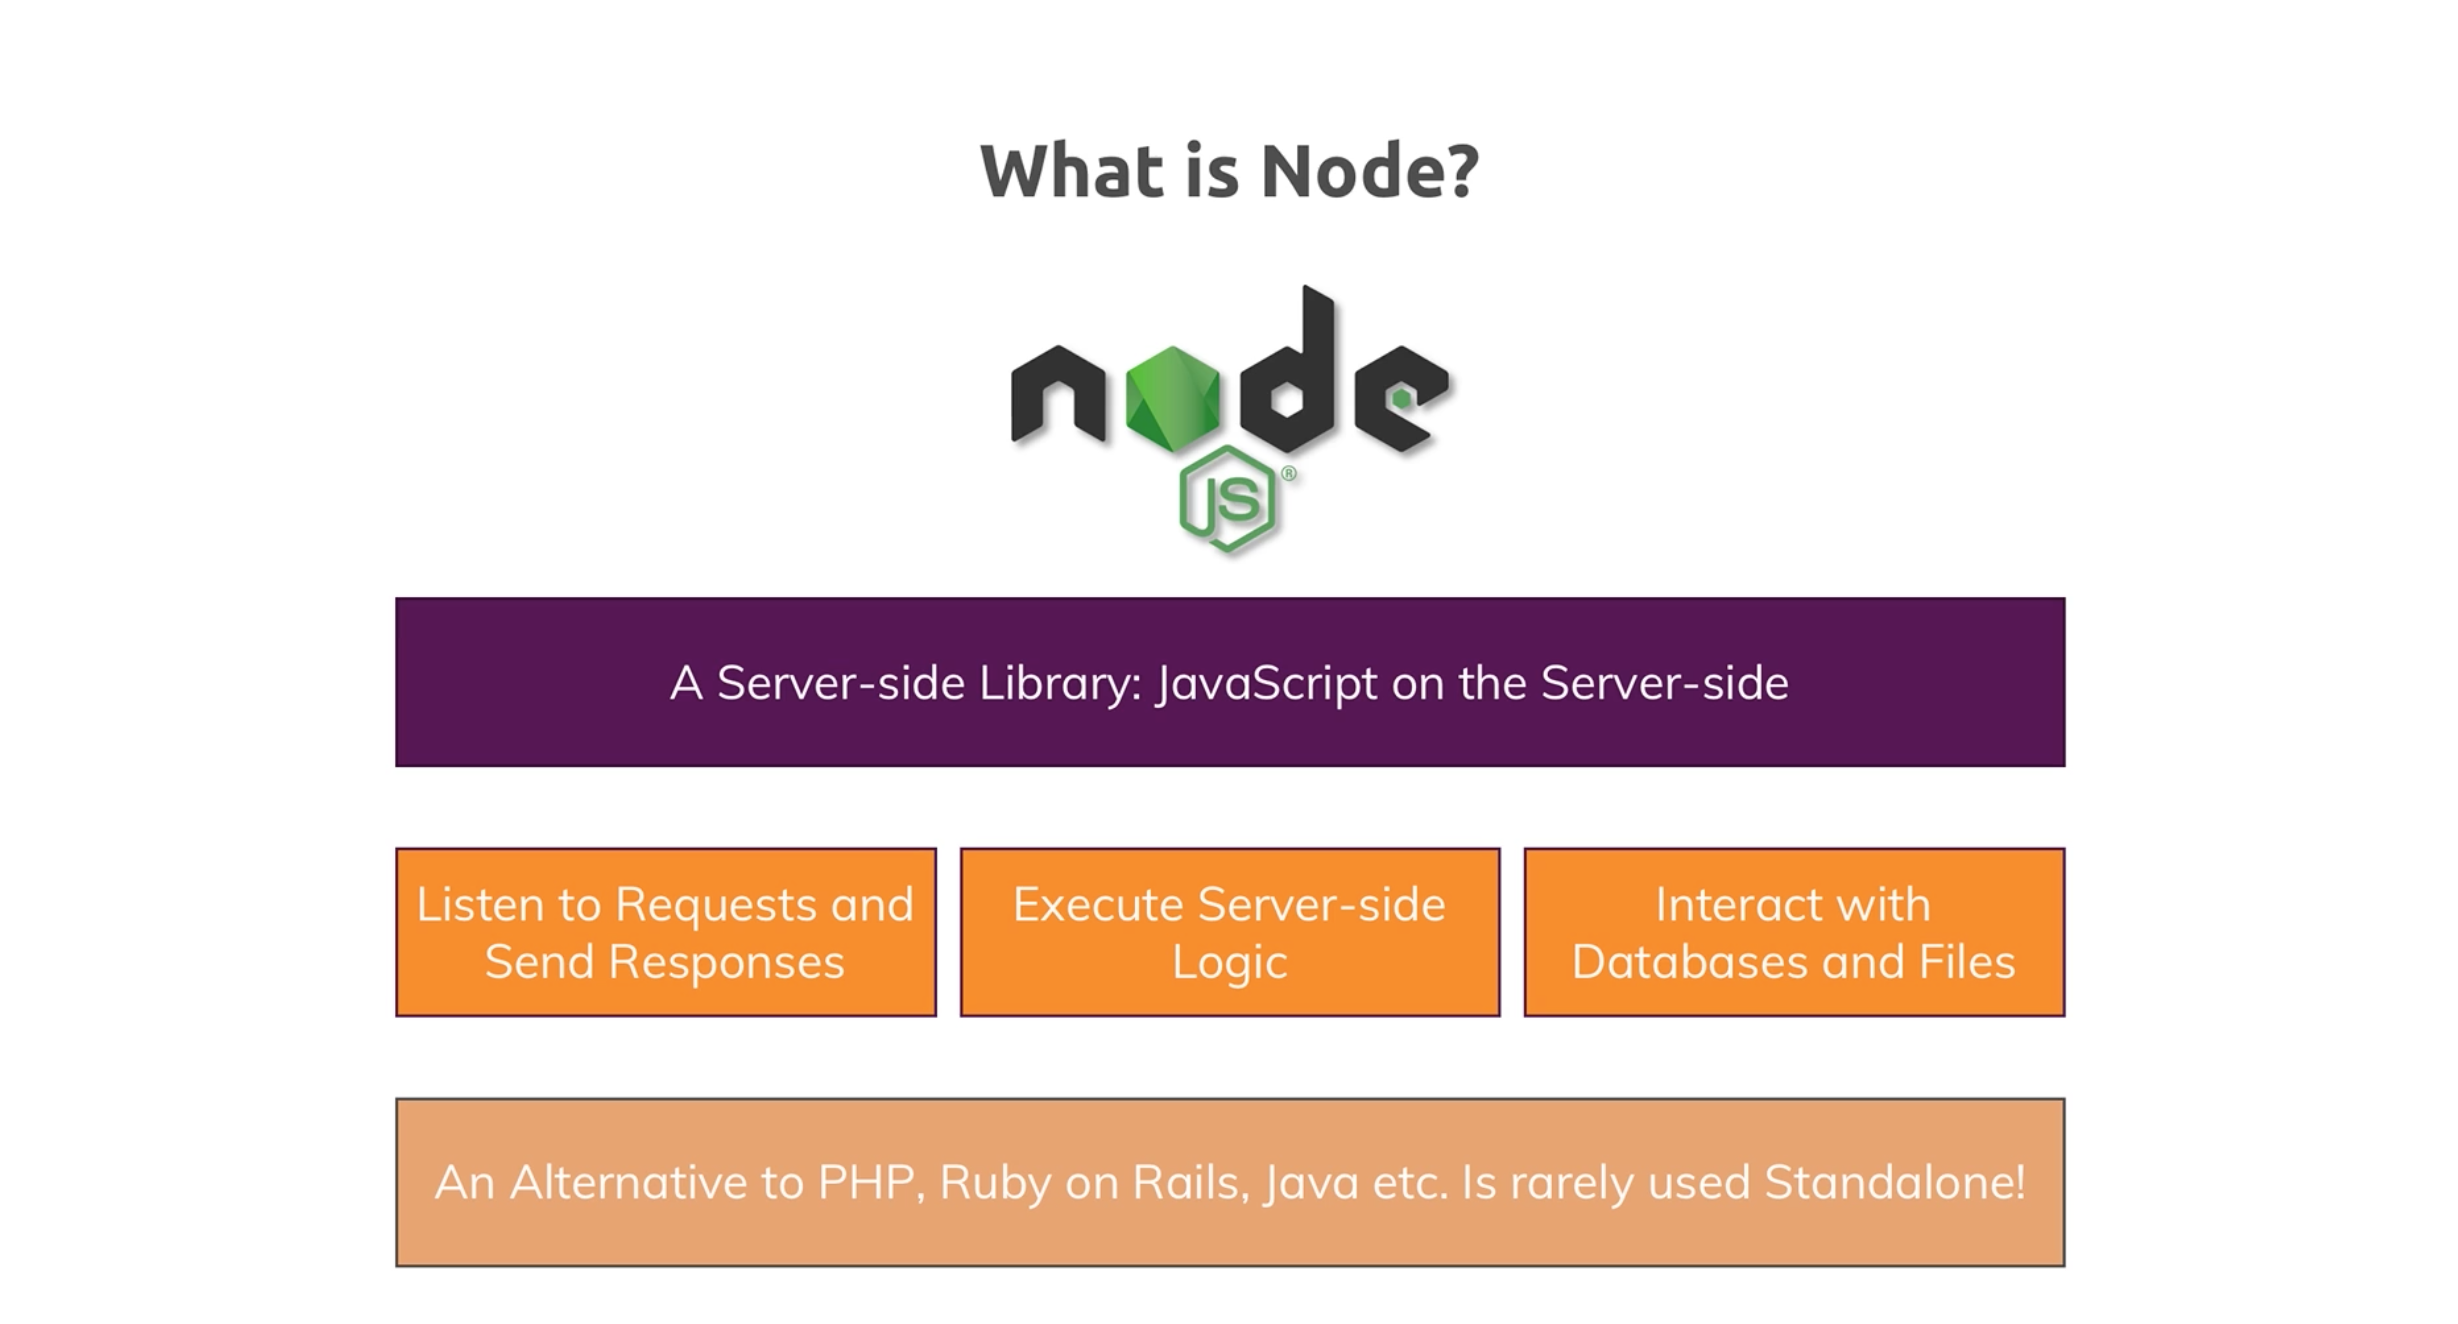 What is Node?
node
JS®
A Server-side Library: JavaScript on the Server-side
Listen to Requests and
Send Responses
Execute Server-side
Logic
Interact with
Databases and Files
An Alternative to PHP, Ruby on Rails, Java etc. Is rarely used Standalone!